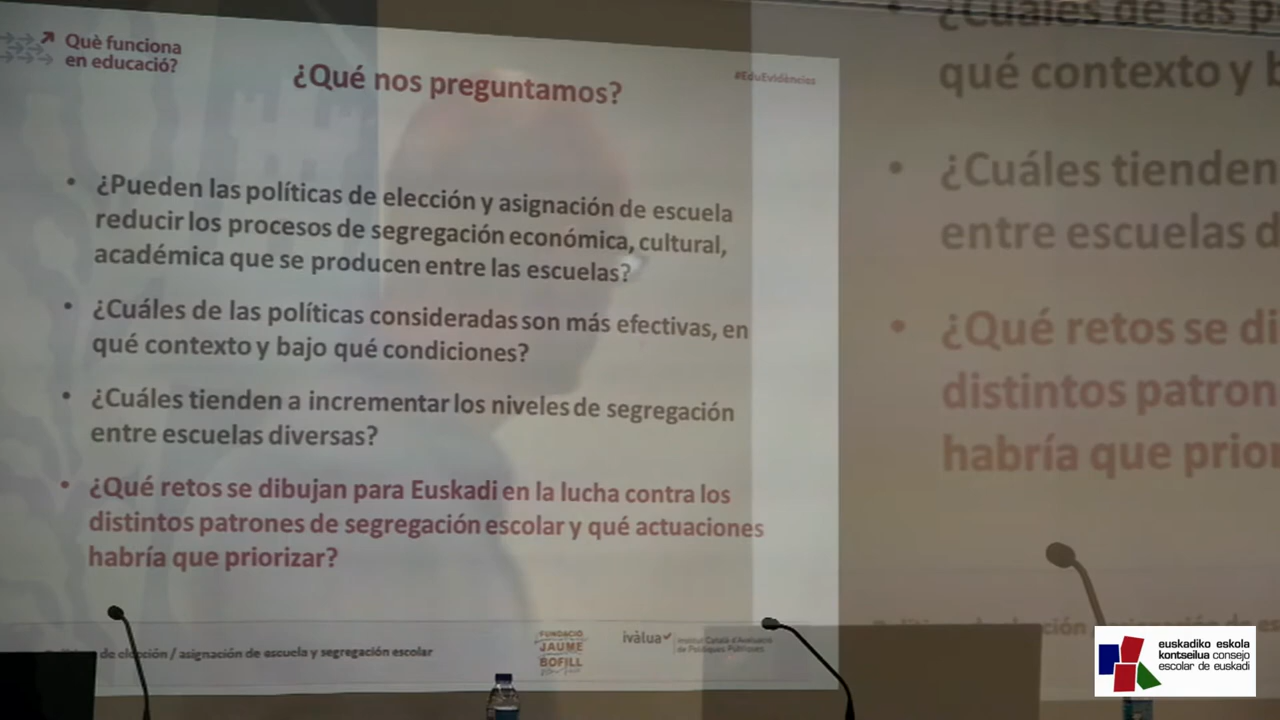 Què funciona
en educació?
¿Qué nos preguntamos?
#EduEvidències
• ¿Pueden las políticas de elección y asignación de escuela
reducir los procesos de segregación económica, cultural,
académica que se producen entre las escuelas?
• ¿Cuáles de las políticas consideradas son más efectivas, en
qué contexto y bajo qué condiciones?
• ¿Cuáles tienden a incrementar los niveles de segregación
entre escuelas diversas?
• ¿Qué retos se dibujan para Euskadi en la lucha contra los
distintos patrones de segregación escolar y qué actuaciones
habría que priorizar?
de elección / asignación de escuela y segregación escolar
FUNDACIÓ
JAUME
BOFILL
ivàlua
Institut Català d'Avaluació
de Polítiques Públiques
¿Cuáles de las p
qué contexto y b
• ¿Cuáles tienden
entre escuelas d
• ¿Qué retos se di
distintos patron
habría que prior
euskadiko eskola
kontseilua consejo
escolar de euskadi